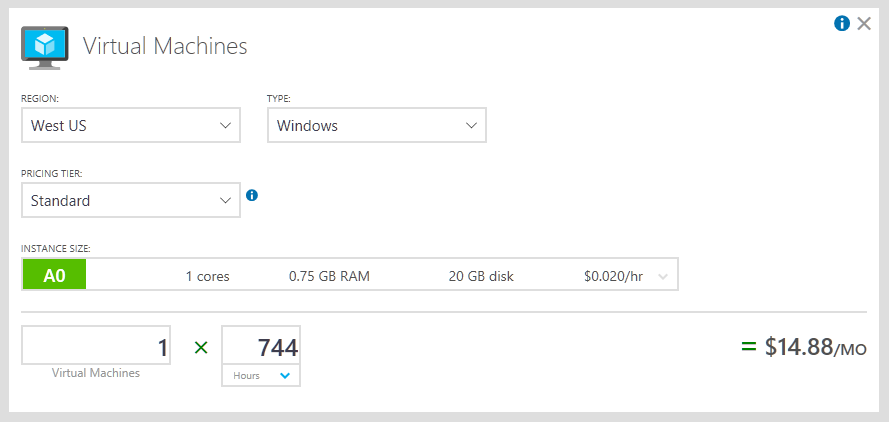 Virtual Machines
REGION: TYPE:
West US Windows
PRICING TIER:
Standard
INSTANCE SIZE:
A0 1 cores 0.75 GB RAM 20 GB disk $0.020/hr
1 × 744 = $14.88/MO
Virtual Machines Hours